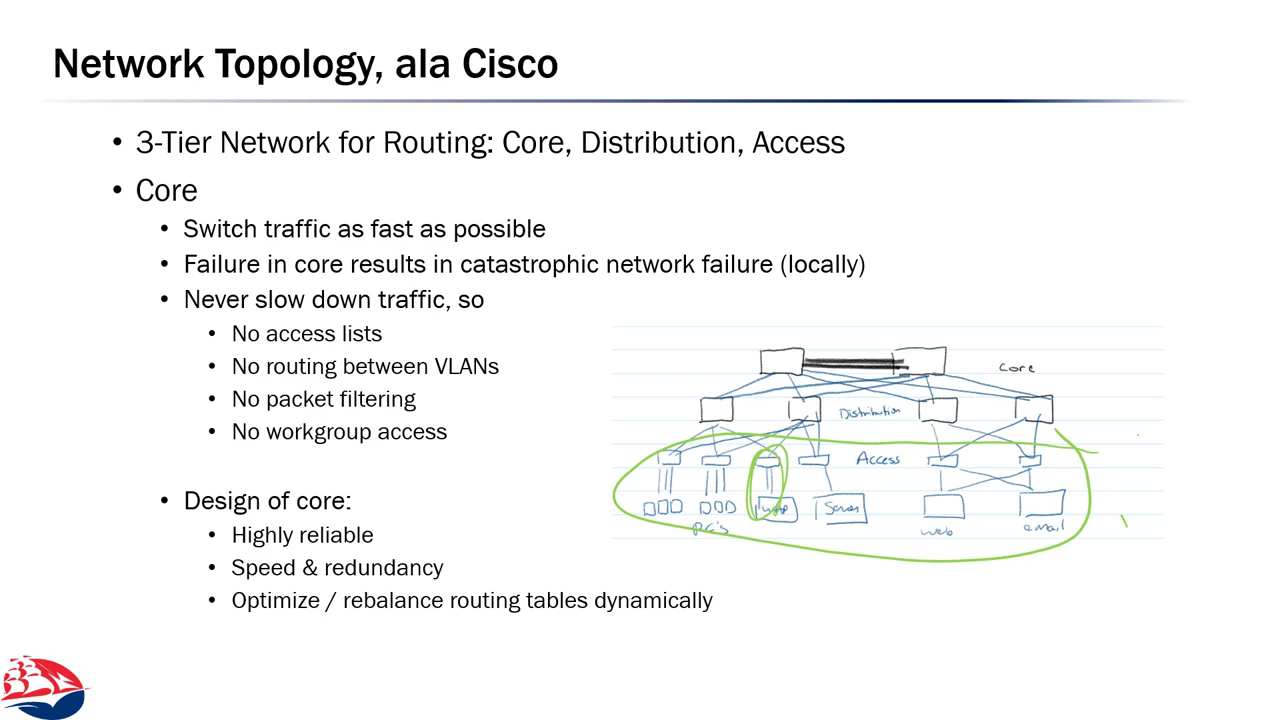 Network Topology, ala Cisco
• 3-Tier Network for Routing: Core, Distribution, Access
• Core
• Switch traffic as fast as possible
• Failure in core results in catastrophic network failure (locally)
• Never slow down traffic, so
• No access lists
• No routing between VLANs
• No packet filtering
• No workgroup access
• Design of core:
• Highly reliable
• Speed & redundancy
• Optimize / rebalance routing tables dynamically
Core
Distribution
Access
Server
PC's
Web
eMail